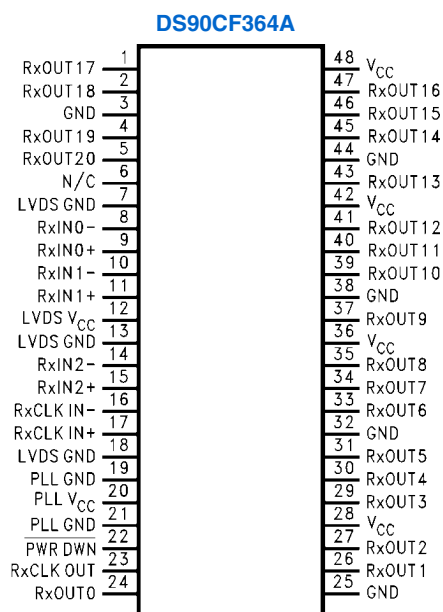 DS90CF364A
RxOUT17 1
RxOUT18 2
GND 3
RxOUT19 4
RxOUT20 5
N/C 6
LVDS GND 7
RxIN0- 8
RxIN0+ 9
RxIN1- 10
RxIN1+ 11
LVDS VCC 12
LVDS GND 13
RxIN2- 14
RxIN2+ 15
RxCLK IN- 16
RxCLK IN+ 17
LVDS GND 18
PLL GND 19
PLL VCC 20
PLL GND 21
PWR DWN 22
RxCLK OUT 23
RxOUT0 24
48 VCC
47 RxOUT16
46 RxOUT15
45 RxOUT14
44 GND
43 RxOUT13
42 VCC
41 RxOUT12
40 RxOUT11
39 RxOUT10
38 GND
37 RxOUT9
36 VCC
35 RxOUT8
34 RxOUT7
33 RxOUT6
32 GND
31 RxOUT5
30 RxOUT4
29 RxOUT3
28 VCC
27 RxOUT2
26 RxOUT1
25 GND